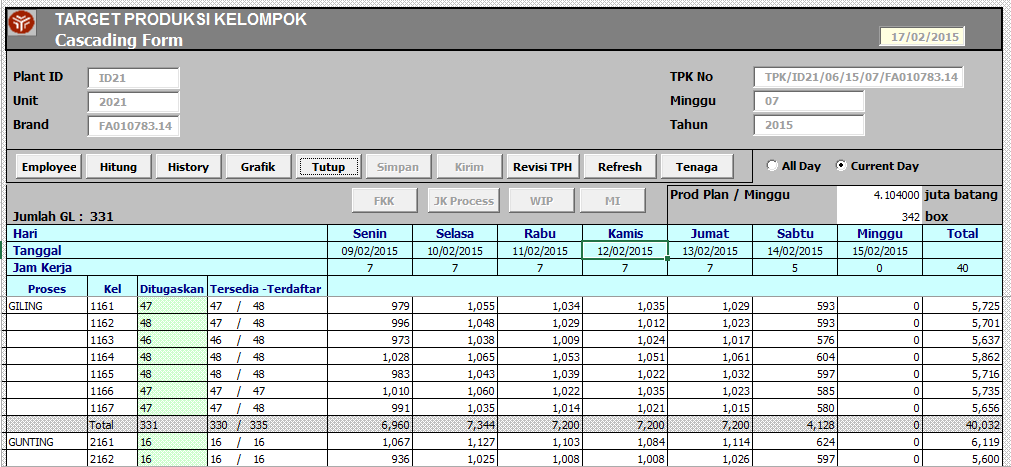 TARGET PRODUKSI KELOMPOK
Cascading Form
17/02/2015
Plant ID ID21 TPK No TPK/ID21/06/15/07/FA010783.14
Unit 2021 Minggu 07
Brand FA010783.14 Tahun 2015
Employee Hitung History Grafik Tutup Simpan Kirim Revisi TPH Refresh Tenaga All Day Current Day
FKK JK Process WIP MI Prod Plan / Minggu 4.104000 juta batang
Jumlah GL : 331 342 box
Hari Senin Selasa Rabu Kamis Jumat Sabtu Minggu Total
Tanggal 09/02/2015 10/02/2015 11/02/2015 12/02/2015 13/02/2015 14/02/2015 15/02/2015
Jam Kerja 7 7 7 7 7 5 0 40
Proses Kel Ditugaskan Tersedia -Terdaftar
GILING 1161 47 47 / 48 979 1,055 1,034 1,035 1,029 593 0 5,725
1162 48 47 / 48 996 1,048 1,029 1,012 1,023 593 0 5,701
1163 46 46 / 48 973 1,038 1,009 1,024 1,017 576 0 5,637
1164 48 48 / 48 1,028 1,065 1,053 1,051 1,061 604 0 5,862
1165 48 48 / 48 983 1,043 1,039 1,022 1,032 597 0 5,716
1166 47 47 / 47 1,010 1,060 1,022 1,035 1,023 585 0 5,735
1167 47 47 / 48 991 1,035 1,014 1,021 1,015 580 0 5,656
Total 331 330 / 335 6,960 7,344 7,200 7,200 7,200 4,128 0 40,032
GUNTING 2161 16 16 / 16 1,067 1,127 1,103 1,084 1,114 624 0 6,119
2162 16 16 / 16 936 1,025 1,008 1,008 1,026 597 0 5,600